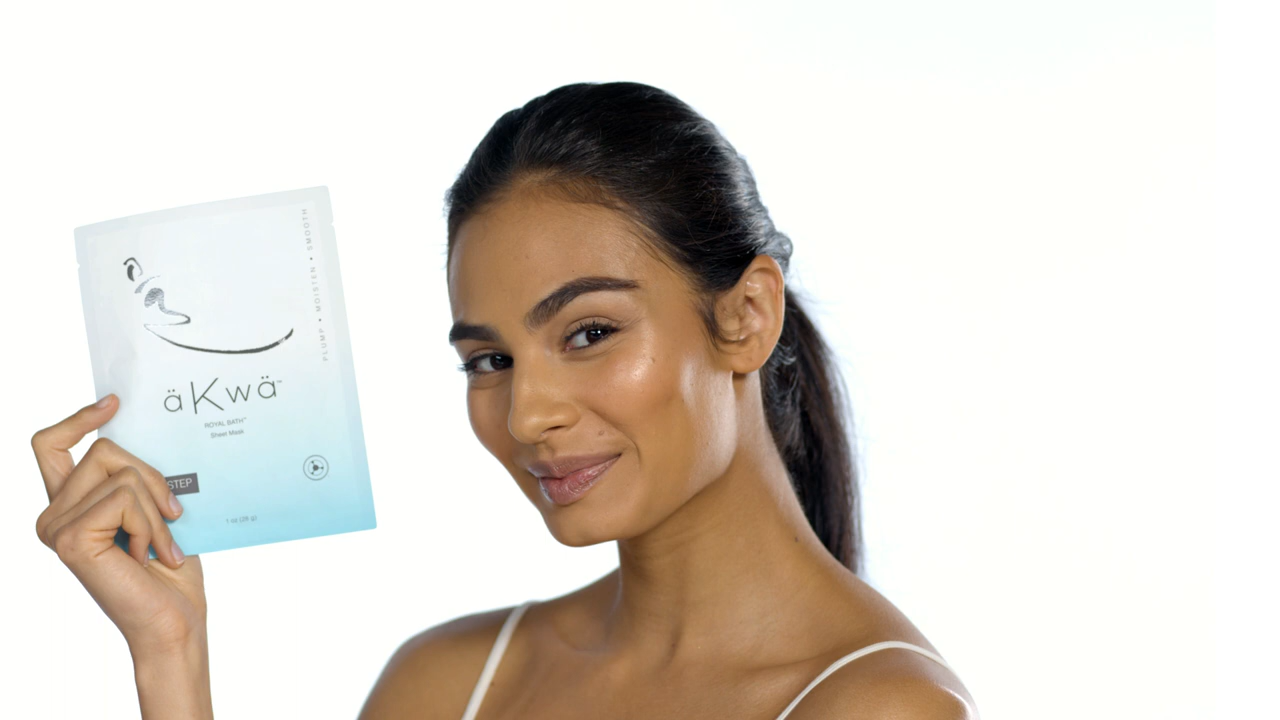 PLUMP • MOISTEN • SMOOTH
äKwä™
ROYAL BATH™
Sheet Mask
STEP
1 oz (28 g)